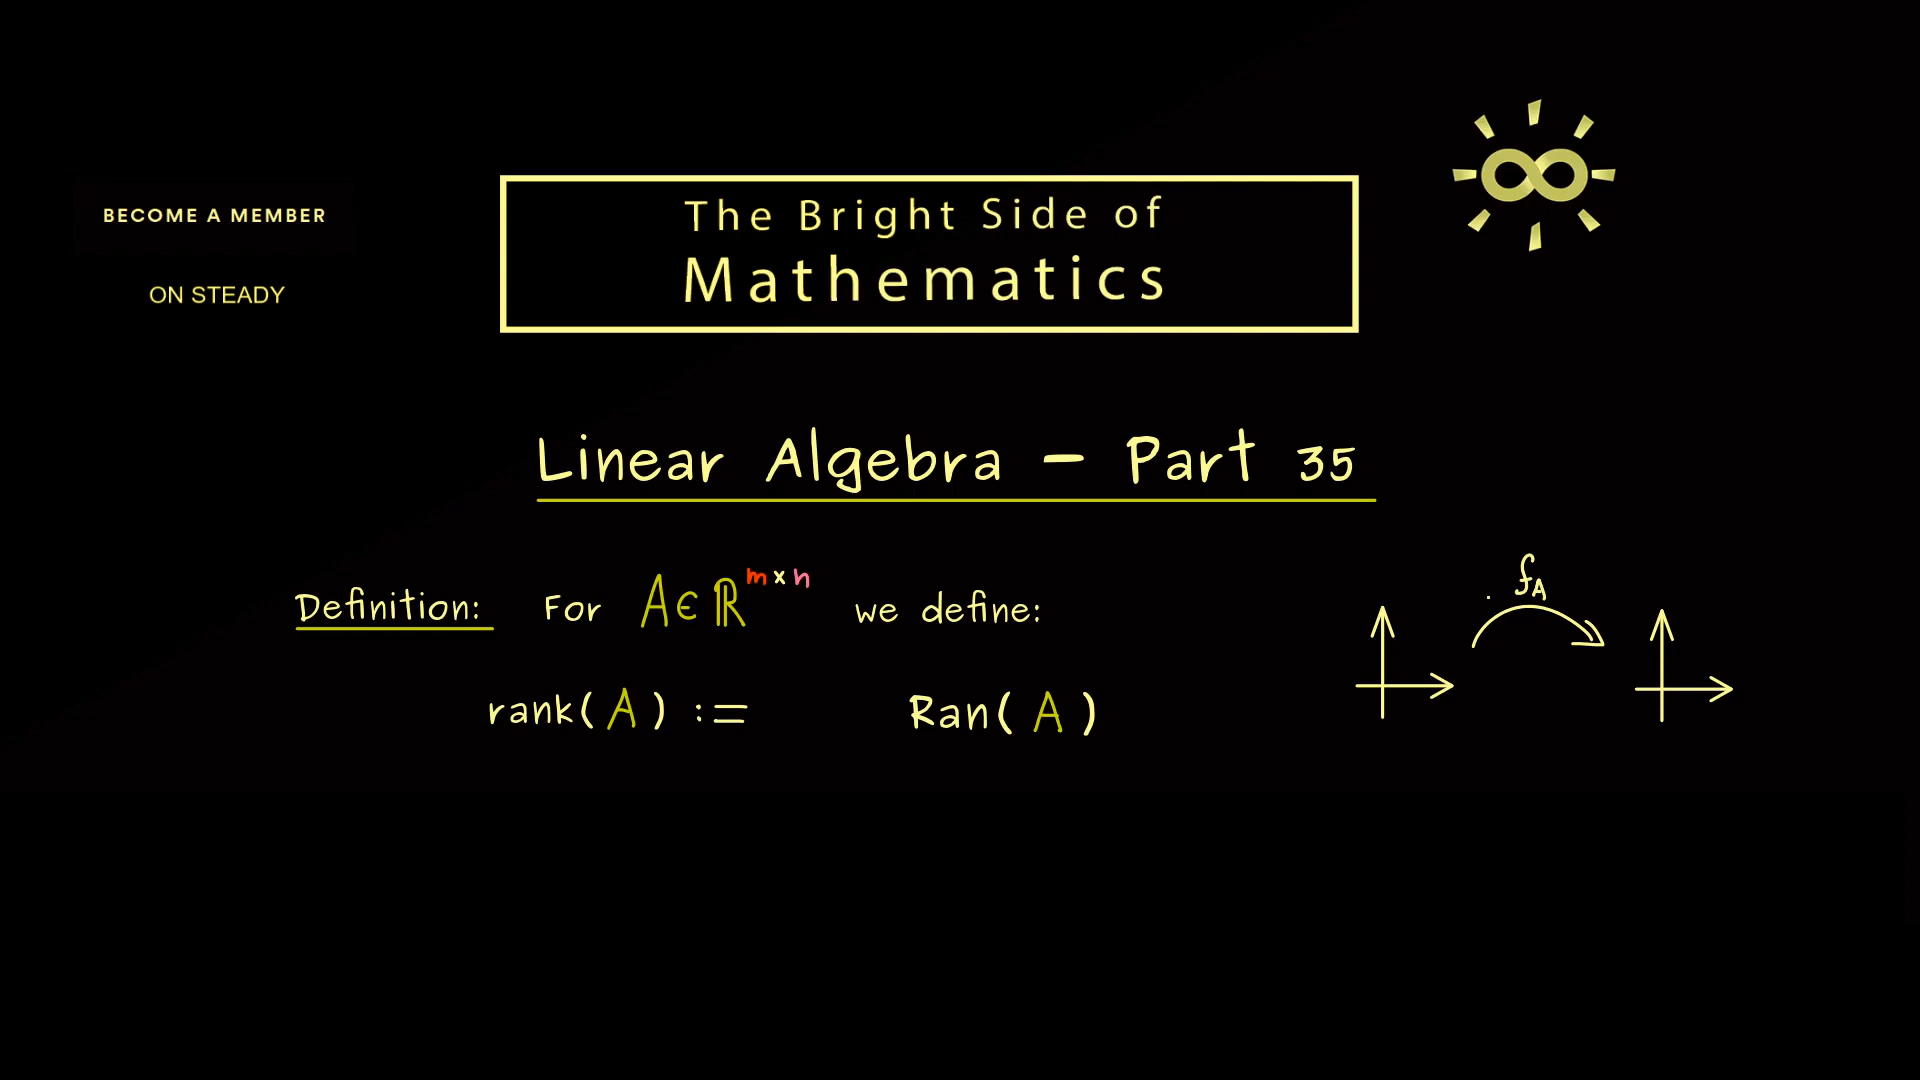 BECOME A MEMBER
ON STEADY
The Bright Side of
Mathematics
Linear Algebra – Part 35
Definition: For A ∈ ℝ^{m×n} we define:
rank(A) := Ran(A)
f_A